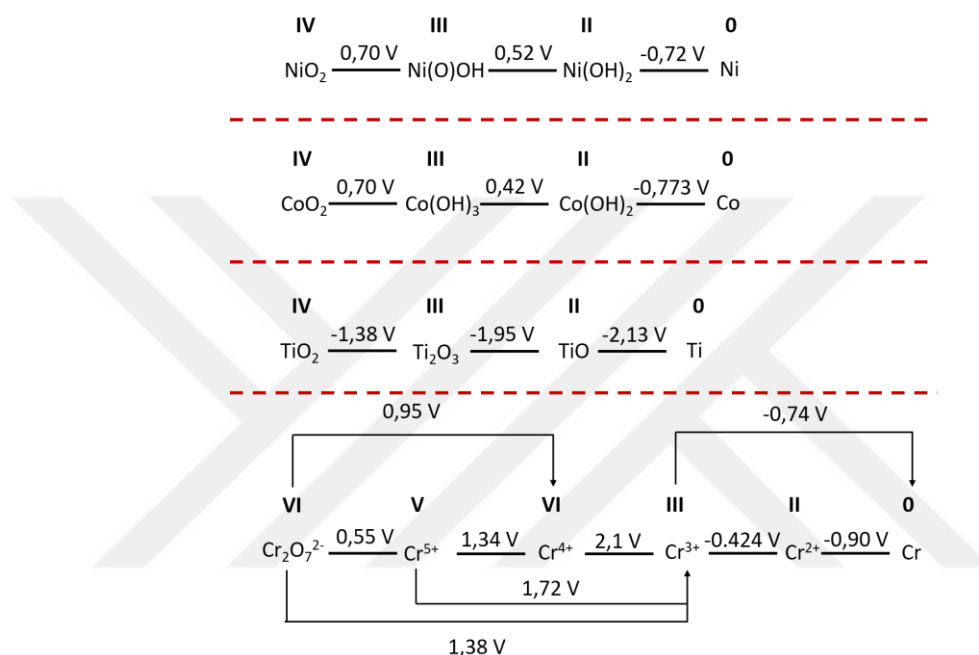 IV III II 0
0,70 V 0,52 V -0,72 V
NiO₂ Ni(O)OH Ni(OH)₂ Ni
IV III II 0
0,70 V 0,42 V -0,773 V
CoO₂ Co(OH)₃ Co(OH)₂ Co
IV III II 0
-1,38 V -1,95 V -2,13 V
TiO₂ Ti₂O₃ TiO Ti
0,95 V -0,74 V
VI V VI III II 0
0,55 V 1,34 V 2,1 V -0.424 V -0,90 V
Cr₂O₇²⁻ Cr⁵⁺ Cr⁴⁺ Cr³⁺ Cr²⁺ Cr
1,72 V
1,38 V